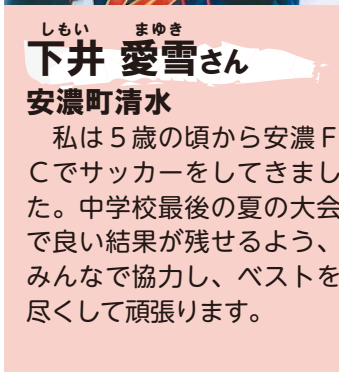 しもい まゆき
下井 愛雪さん
安濃町清水
　私は５歳の頃から安濃Ｆ
Ｃでサッカーをしてきまし
た。中学校最後の夏の大会
で良い結果が残せるよう、
みんなで協力し、ベストを
尽くして頑張ります。